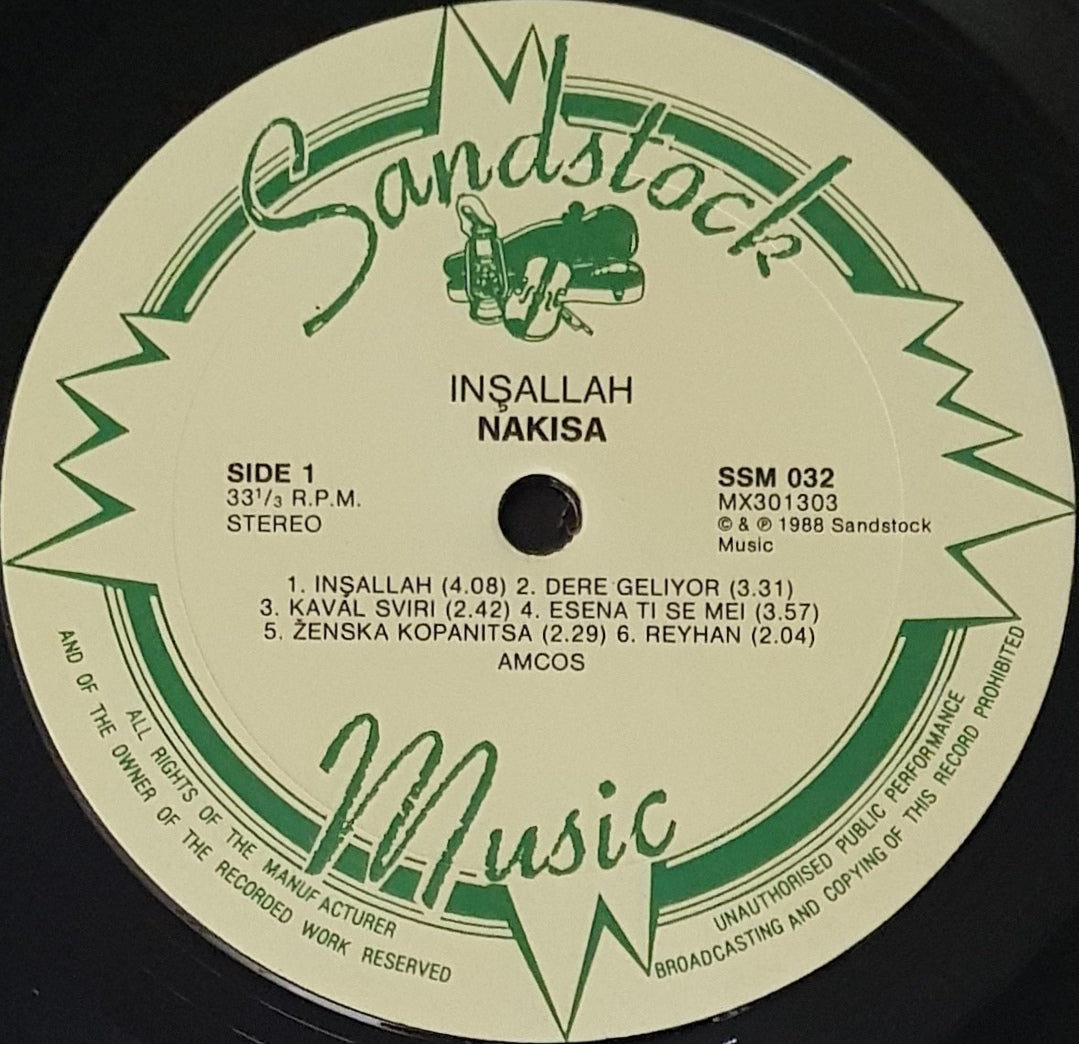 Sandstock
INŞALLAH
NAKISA
SIDE 1
33¹/₃ R.P.M.
STEREO
SSM 032
MX301303
© & ℗ 1988 Sandstock
Music
1. INŞALLAH (4.08) 2. DERE GELIYOR (3.31)
3. KAVAL SVIRI (2.42) 4. ESENA TI SE MEI (3.57)
5. ŽENSKA KOPANITSA (2.29) 6. REYHAN (2.04)
AMCOS
Music
ALL RIGHTS OF THE MANUFACTURER
AND OF THE OWNER OF THE RECORDED WORK RESERVED
UNAUTHORISED PUBLIC PERFORMANCE
BROADCASTING AND COPYING OF THIS RECORD PROHIBITED